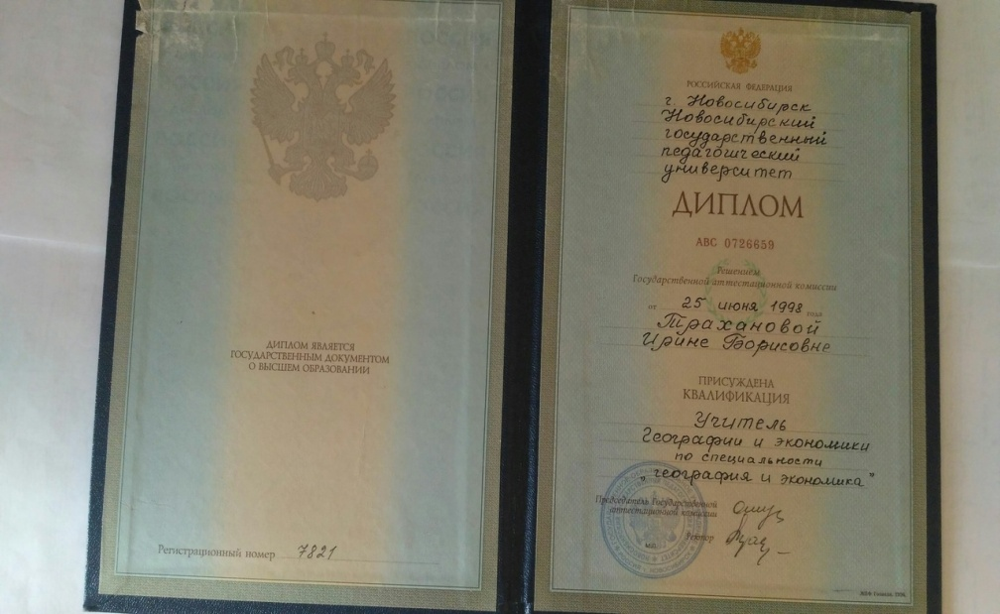 ДИПЛОМ ЯВЛЯЕТСЯ
ГОСУДАРСТВЕННЫМ ДОКУМЕНТОМ
О ВЫСШЕМ ОБРАЗОВАНИИ
Регистрационный номер 7821
РОССИЙСКАЯ ФЕДЕРАЦИЯ
г. Новосибирск
Новосибирский
государственный
педагогический
университет
ДИПЛОМ
АВС 0726659
Решением
Государственной аттестационной комиссии
от 25 июня 1998 года
Трахановой
Ирине Борисовне
ПРИСУЖДЕНА
КВАЛИФИКАЦИЯ
Учитель
Географии и экономики
по специальности
"география и экономика"
Председатель Государственной
аттестационной комиссии
Ректор